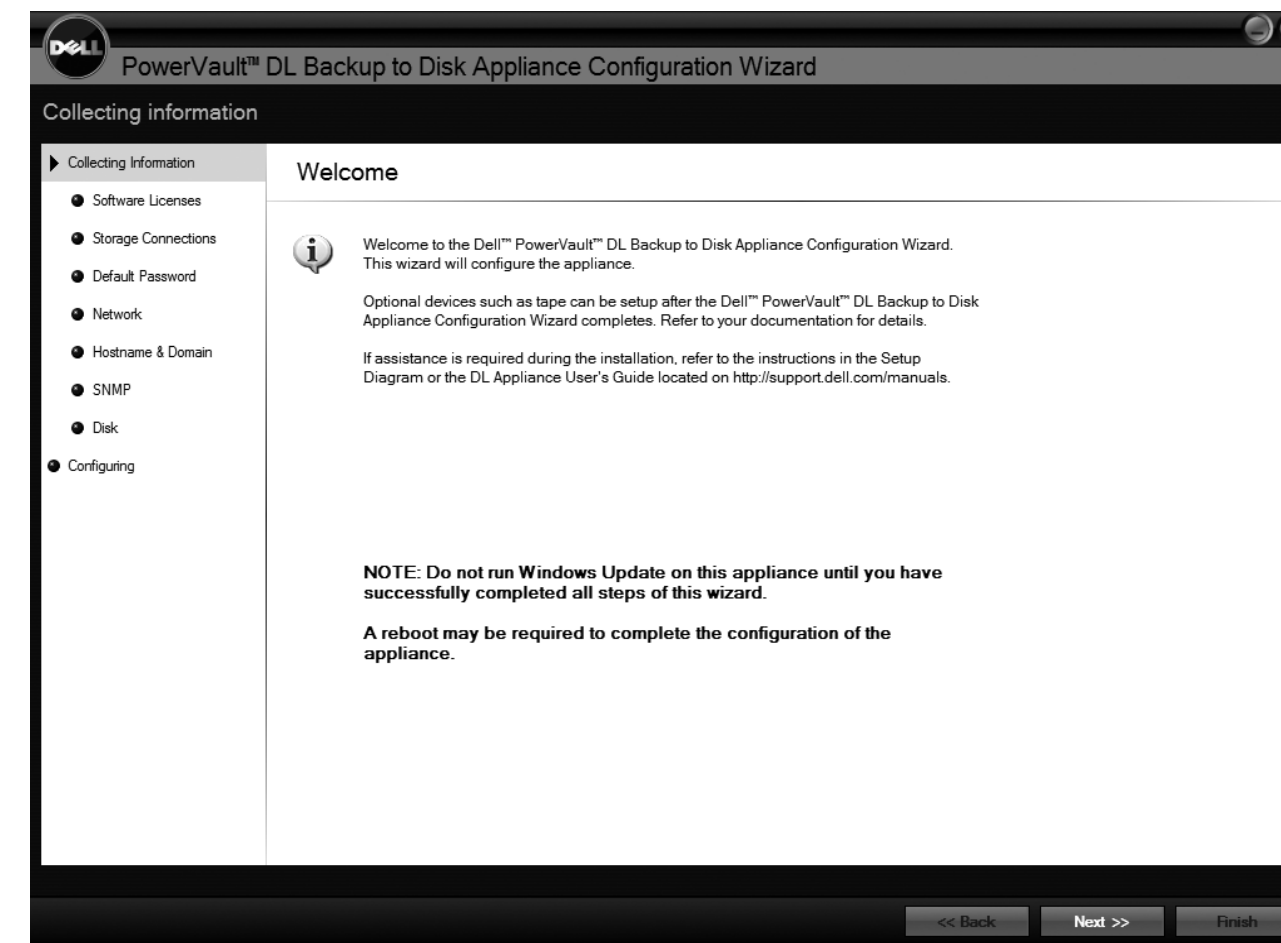 DELL
PowerVault™ DL Backup to Disk Appliance Configuration Wizard
Collecting information
Collecting Information
Software Licenses
Storage Connections
Default Password
Network
Hostname & Domain
SNMP
Disk
Configuring
Welcome
Welcome to the Dell™ PowerVault™ DL Backup to Disk Appliance Configuration Wizard.
This wizard will configure the appliance.
Optional devices such as tape can be setup after the Dell™ PowerVault™ DL Backup to Disk
Appliance Configuration Wizard completes. Refer to your documentation for details.
If assistance is required during the installation, refer to the instructions in the Setup
Diagram or the DL Appliance User's Guide located on http://support.dell.com/manuals.
NOTE: Do not run Windows Update on this appliance until you have
successfully completed all steps of this wizard.
A reboot may be required to complete the configuration of the
appliance.
<< Back
Next >>
Finish